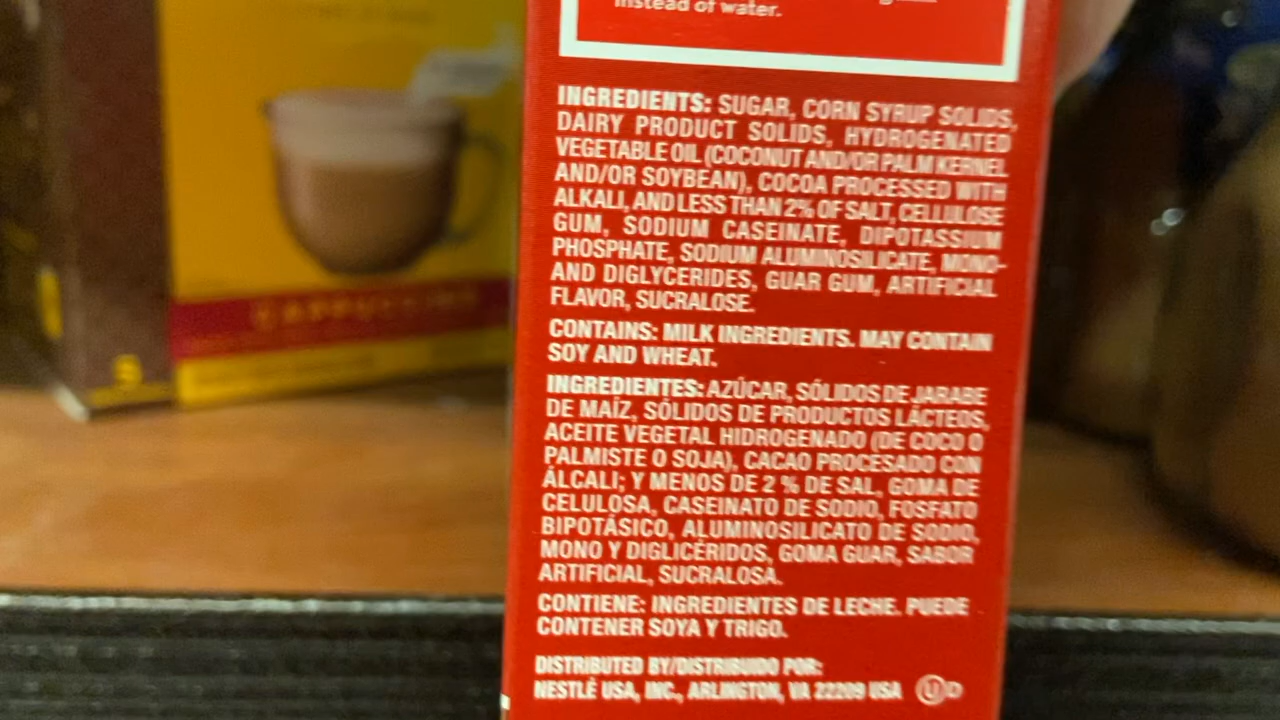 instead of water.
INGREDIENTS: SUGAR, CORN SYRUP SOLIDS,
DAIRY PRODUCT SOLIDS, HYDROGENATED
VEGETABLE OIL (COCONUT AND/OR PALM KERNEL
AND/OR SOYBEAN), COCOA PROCESSED WITH
ALKALI, AND LESS THAN 2% OF SALT, CELLULOSE
GUM, SODIUM CASEINATE, DIPOTASSIUM
PHOSPHATE, SODIUM ALUMINOSILICATE, MONO-
AND DIGLYCERIDES, GUAR GUM, ARTIFICIAL
FLAVOR, SUCRALOSE.
CONTAINS: MILK INGREDIENTS. MAY CONTAIN
SOY AND WHEAT.
INGREDIENTES: AZÚCAR, SÓLIDOS DE JARABE
DE MAÍZ, SÓLIDOS DE PRODUCTOS LÁCTEOS,
ACEITE VEGETAL HIDROGENADO (DE COCO O
PALMISTE O SOJA), CACAO PROCESADO CON
ÁLCALI; Y MENOS DE 2 % DE SAL, GOMA DE
CELULOSA, CASEINATO DE SODIO, FOSFATO
BIPOTÁSICO, ALUMINOSILICATO DE SODIO,
MONO Y DIGLICÉRIDOS, GOMA GUAR, SABOR
ARTIFICIAL, SUCRALOSA.
CONTIENE: INGREDIENTES DE LECHE. PUEDE
CONTENER SOYA Y TRIGO.
DISTRIBUTED BY/DISTRIBUIDO POR:
NESTLÉ USA, INC., ARLINGTON, VA 22209 USA UD
CAPPUCCINO